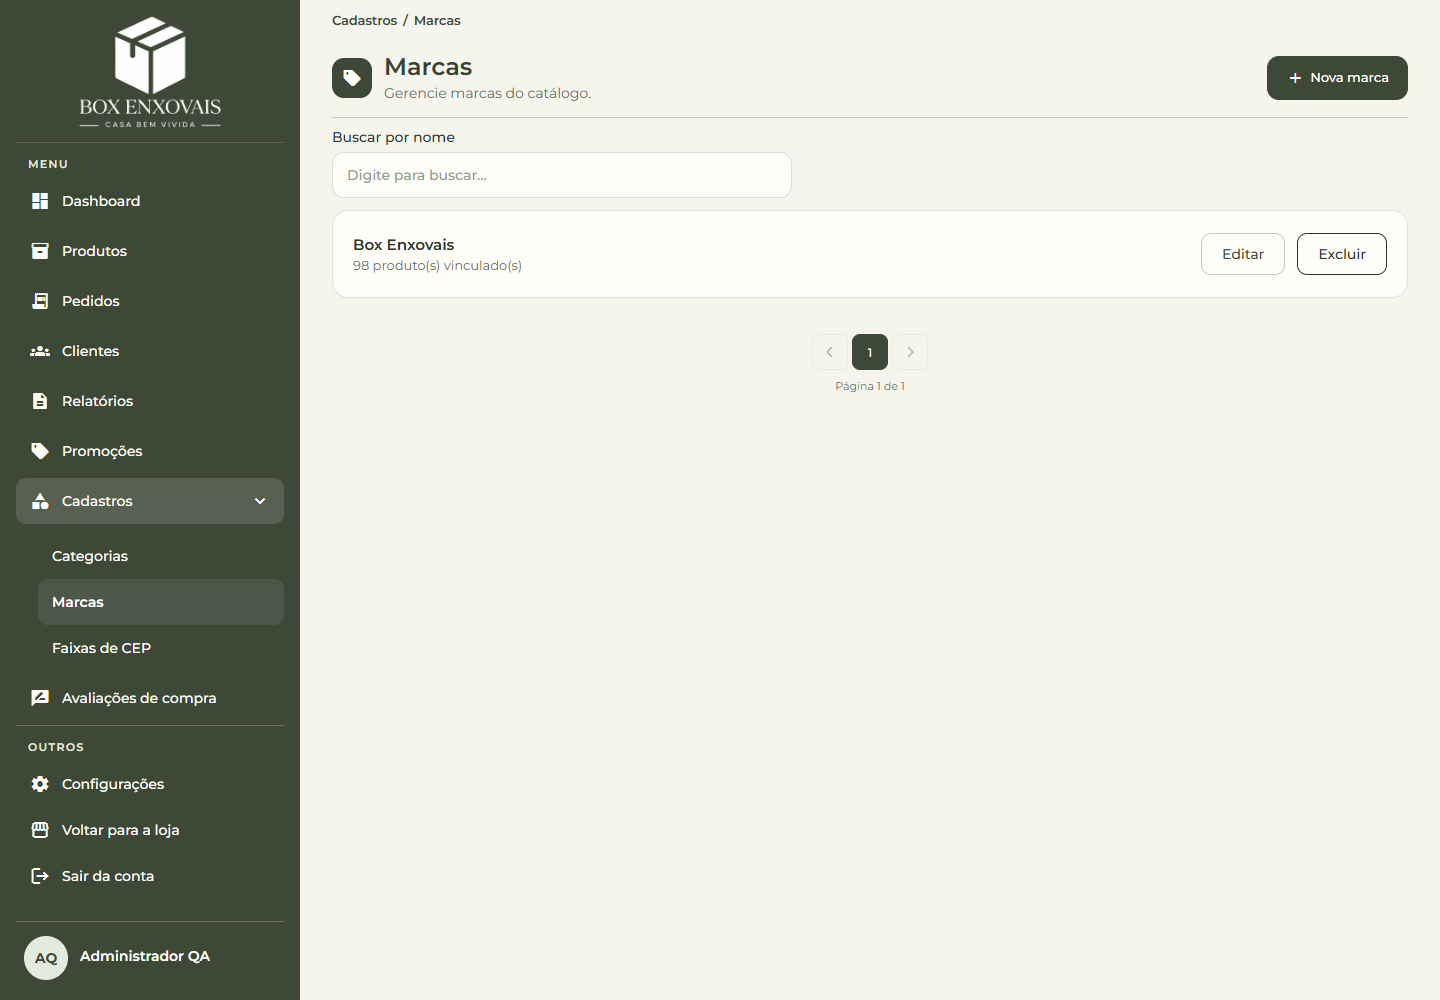 BOX ENXOVAIS
CASA BEM VIVIDA
MENU
Dashboard
Produtos
Pedidos
Clientes
Relatórios
Promoções
Cadastros
Categorias
Marcas
Faixas de CEP
Avaliações de compra
OUTROS
Configurações
Voltar para a loja
Sair da conta
AQ Administrador QA
Cadastros / Marcas
Marcas
Gerencie marcas do catálogo.
+ Nova marca
Buscar por nome
Digite para buscar...
Box Enxovais
98 produto(s) vinculado(s)
Editar Excluir
1
Página 1 de 1